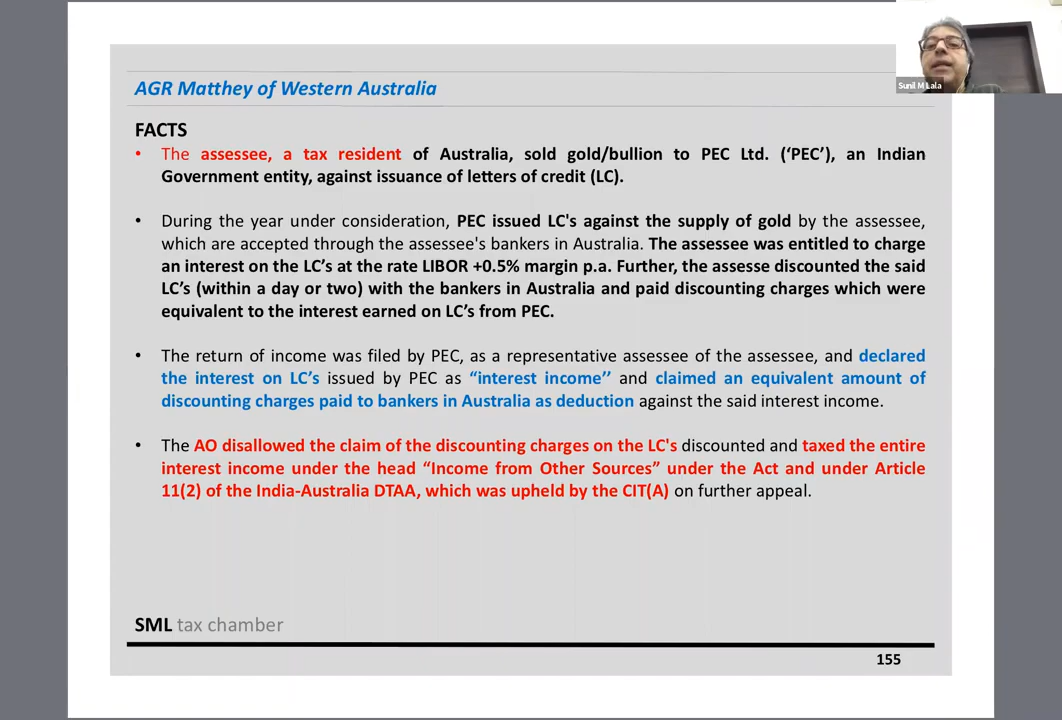 Sunil M Lala
AGR Matthey of Western Australia
FACTS
• The assessee, a tax resident of Australia, sold gold/bullion to PEC Ltd. (‘PEC’), an Indian
Government entity, against issuance of letters of credit (LC).
• During the year under consideration, PEC issued LC's against the supply of gold by the assessee,
which are accepted through the assessee's bankers in Australia. The assessee was entitled to charge
an interest on the LC’s at the rate LIBOR +0.5% margin p.a. Further, the assesse discounted the said
LC’s (within a day or two) with the bankers in Australia and paid discounting charges which were
equivalent to the interest earned on LC’s from PEC.
• The return of income was filed by PEC, as a representative assessee of the assessee, and declared
the interest on LC’s issued by PEC as “interest income’’ and claimed an equivalent amount of
discounting charges paid to bankers in Australia as deduction against the said interest income.
• The AO disallowed the claim of the discounting charges on the LC's discounted and taxed the entire
interest income under the head “Income from Other Sources” under the Act and under Article
11(2) of the India-Australia DTAA, which was upheld by the CIT(A) on further appeal.
SML tax chamber
155